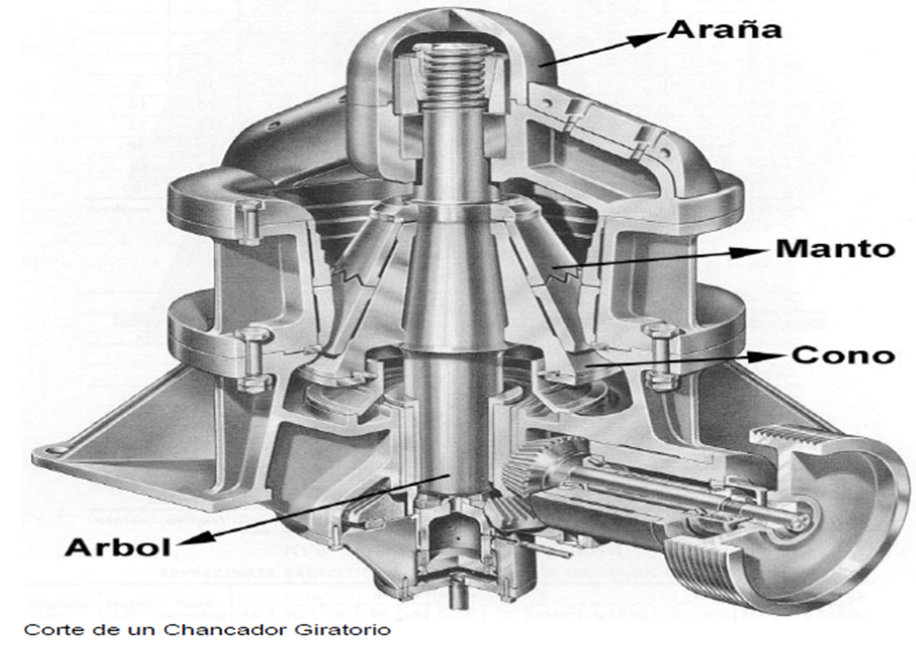 Araña
Manto
Cono
Arbol
Corte de un Chancador Giratorio